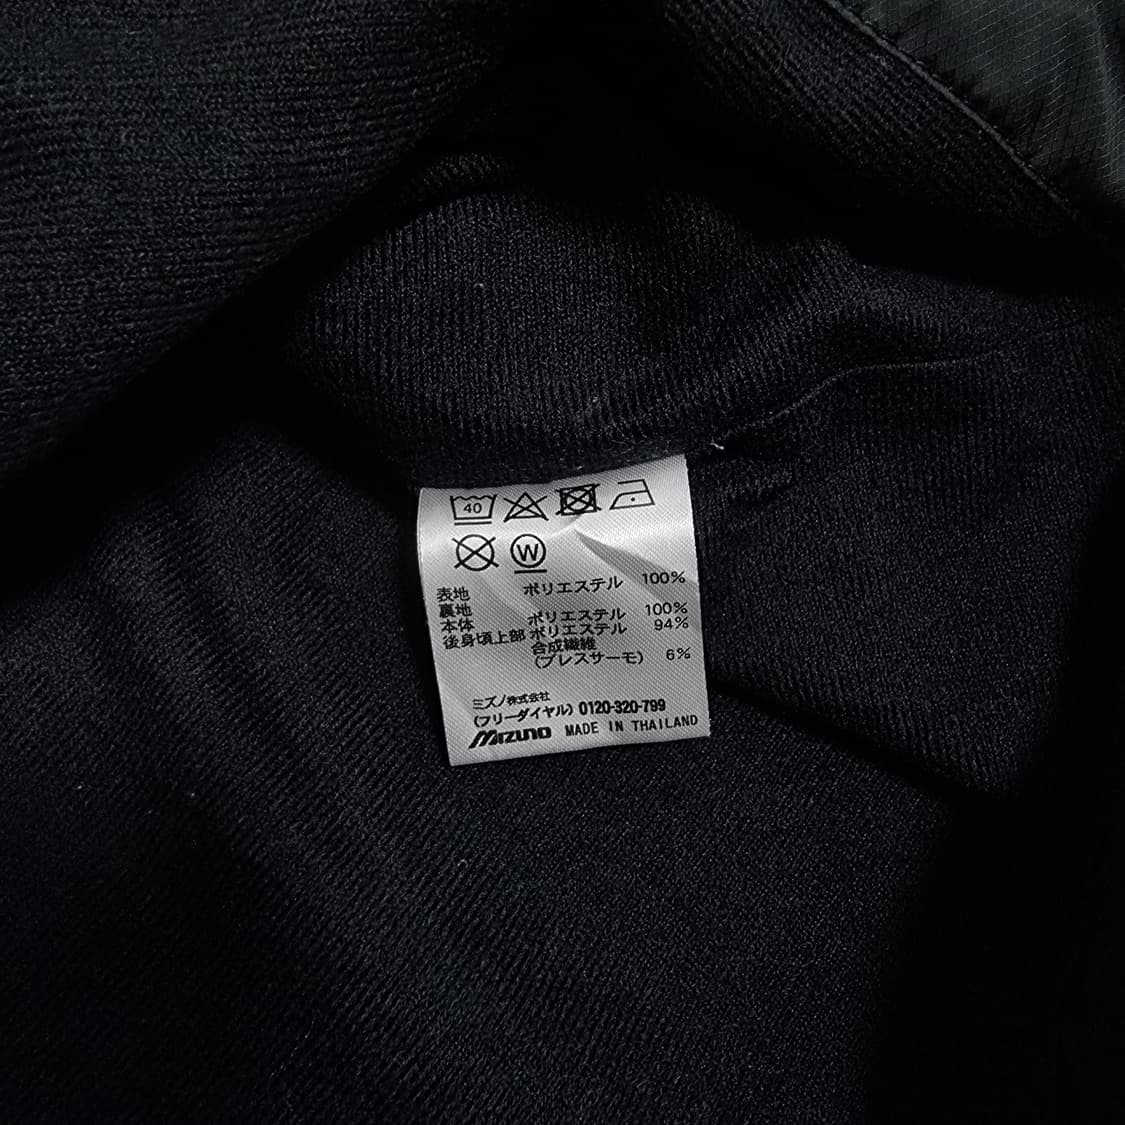 40
W
表地 ポリエステル 100%
裏地
本体 ポリエステル 100%
後身頃上部 ポリエステル 94%
合成繊維
(ブレスサーモ) 6%
ミズノ株式会社
(フリーダイヤル) 0120-320-799
MIZUNO MADE IN THAILAND